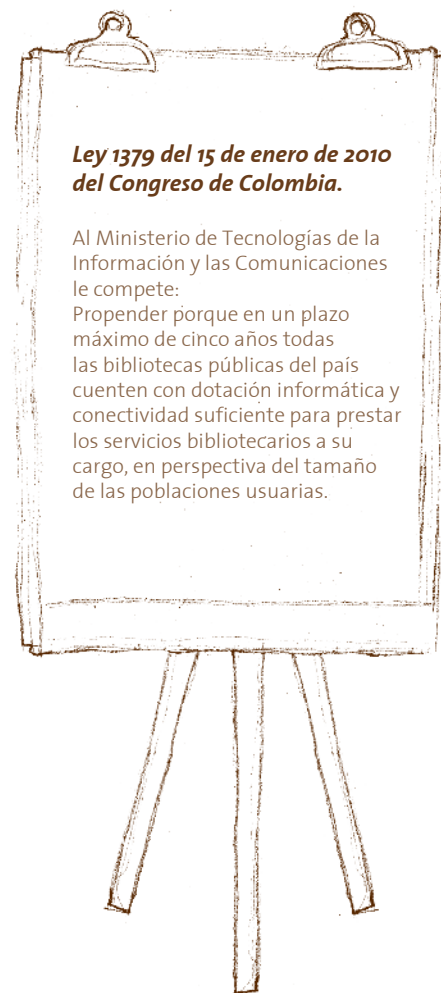 Ley 1379 del 15 de enero de 2010
del Congreso de Colombia.
Al Ministerio de Tecnologías de la
Información y las Comunicaciones
le compete:
Propender porque en un plazo
máximo de cinco años todas
las bibliotecas públicas del país
cuenten con dotación informática y
conectividad suficiente para prestar
los servicios bibliotecarios a su
cargo, en perspectiva del tamaño
de las poblaciones usuarias.